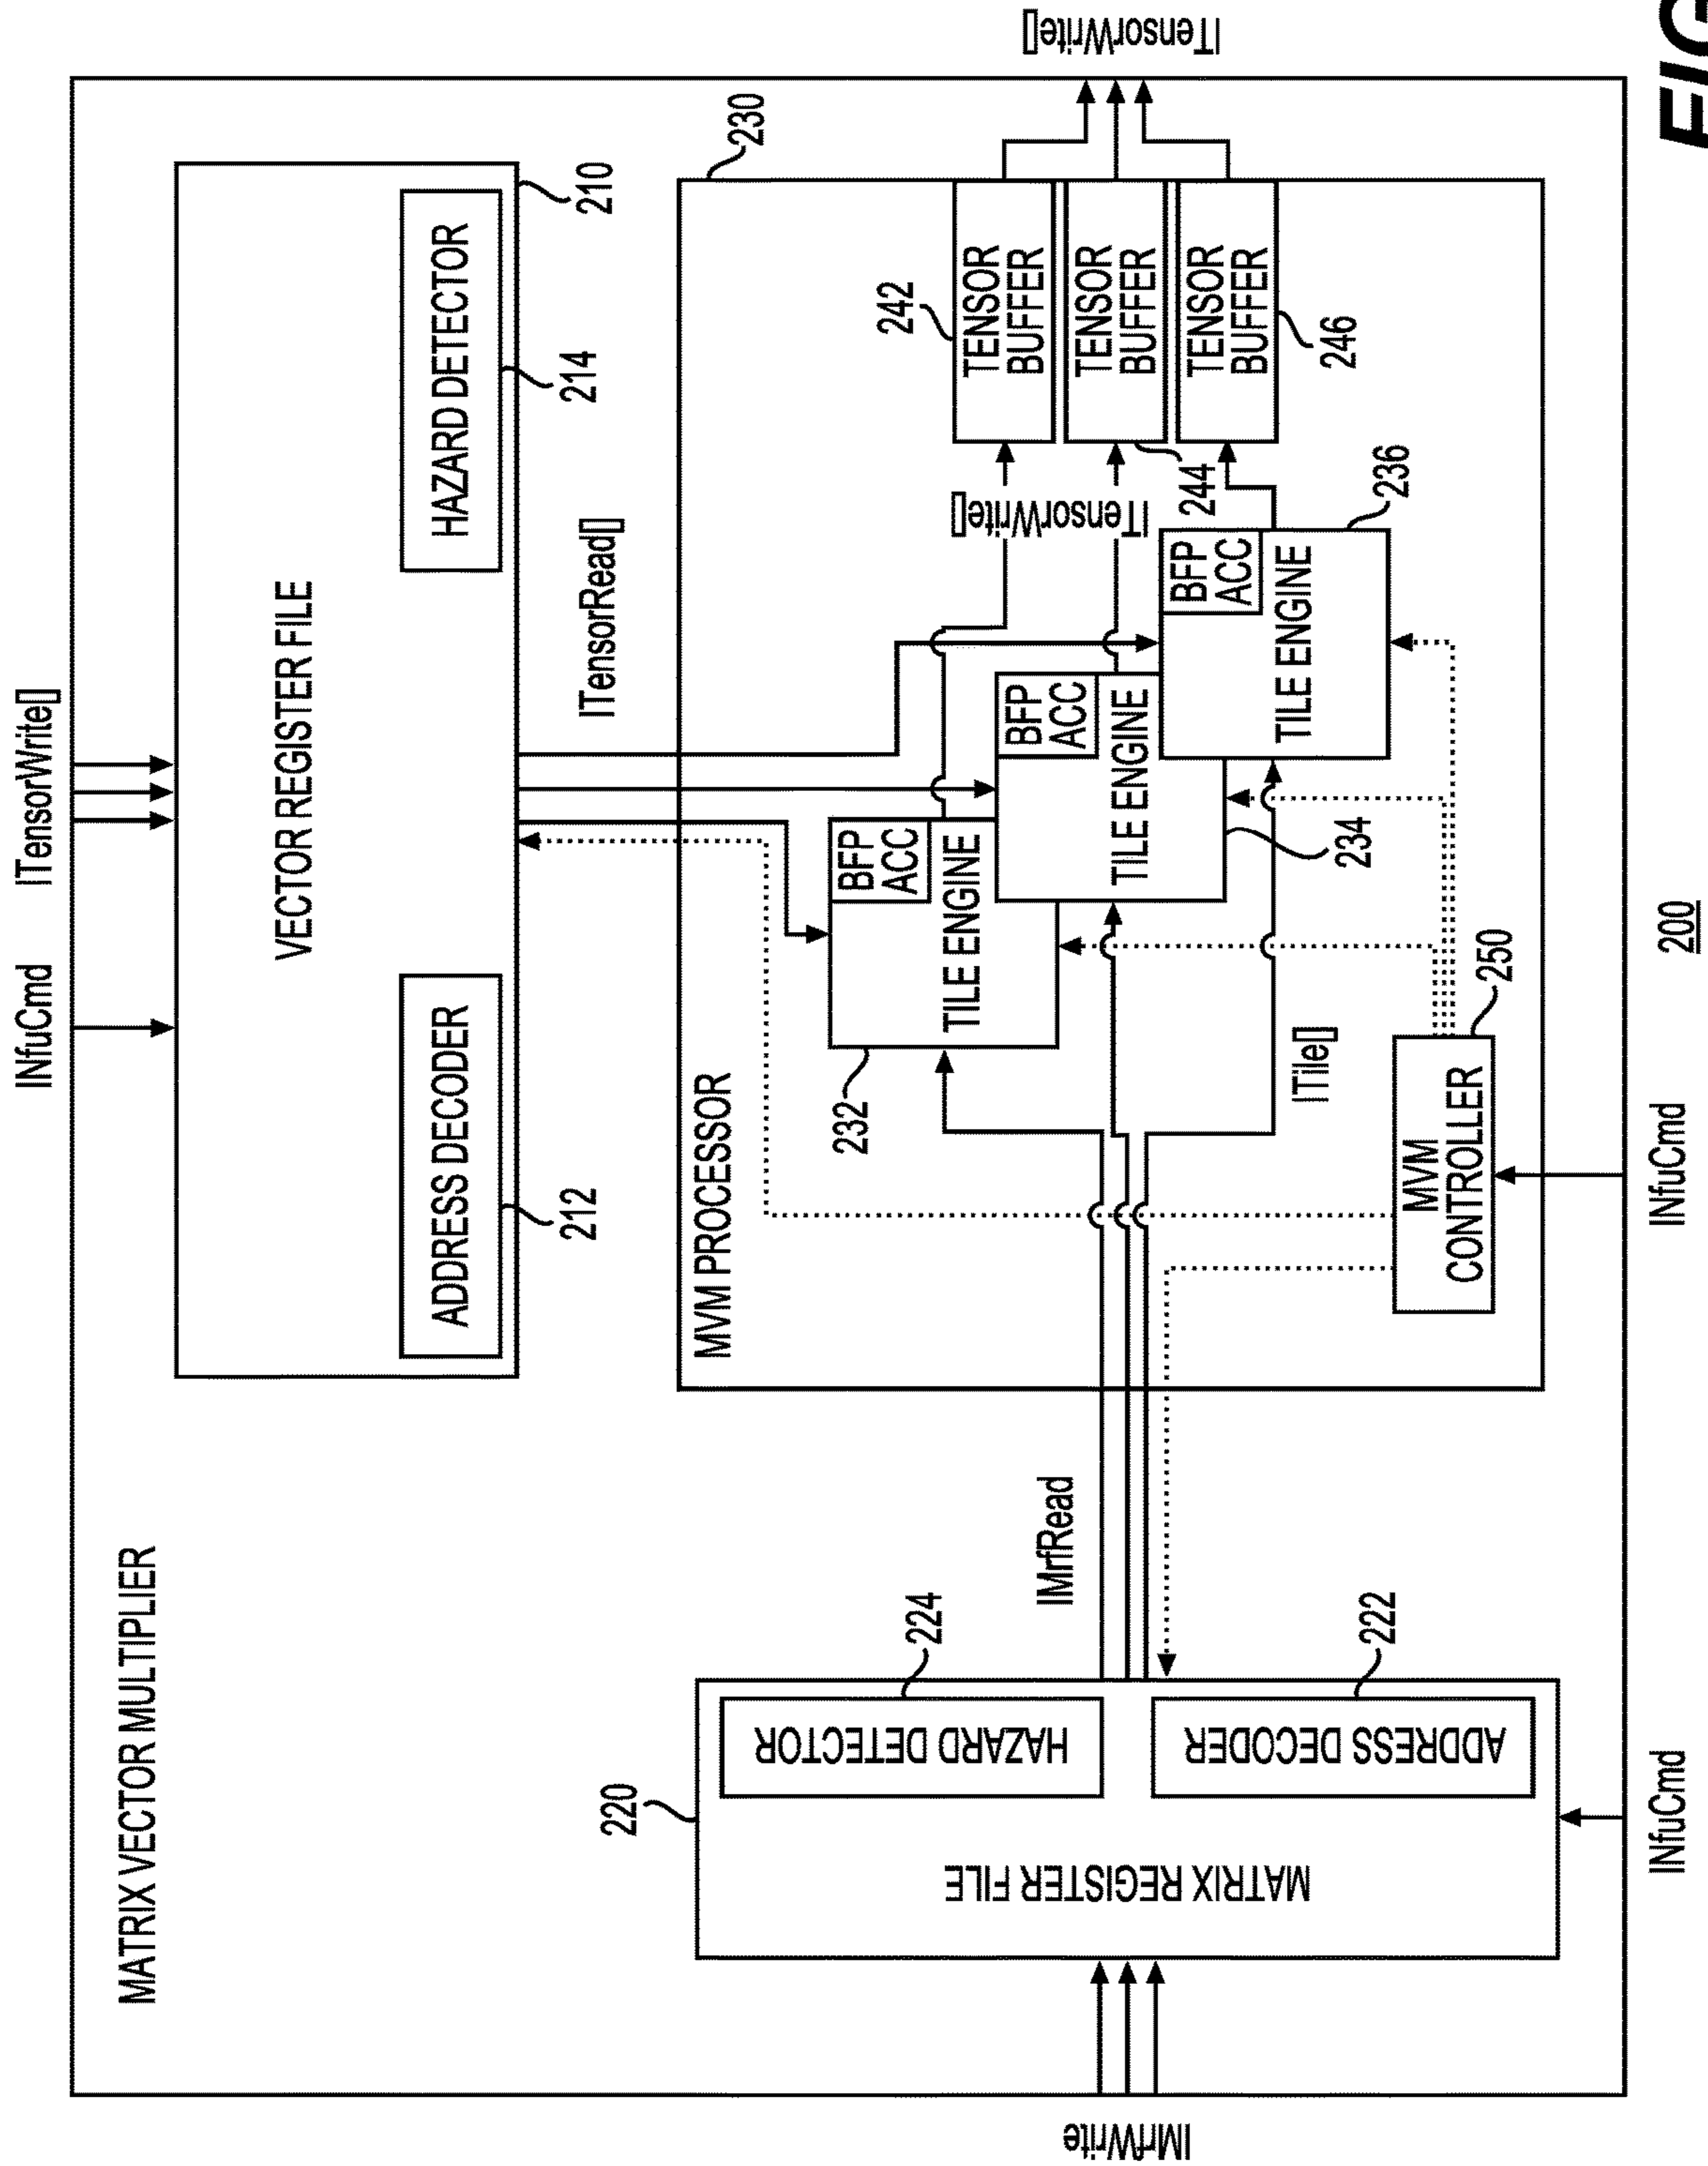 MATRIX VECTOR MULTIPLIER
INfuCmd
ITensorWrite[]
VECTOR REGISTER FILE
ADDRESS DECODER
212
HAZARD DETECTOR
214
210
ITensorRead[]
230
MVM PROCESSOR
IMrfWrite
220
MATRIX REGISTER FILE
HAZARD DETECTOR
224
ADDRESS DECODER
222
IMrfRead
232
BFP
ACC
TILE ENGINE
BFP
ACC
TILE ENGINE
234
BFP
ACC
TILE ENGINE
236
ITile[]
ITensorWrite[]
242
TENSOR
BUFFER
TENSOR
BUFFER
244
TENSOR
BUFFER
246
ITensorWrite[]
MVM
CONTROLLER
250
INfuCmd
INfuCmd
200
FIG